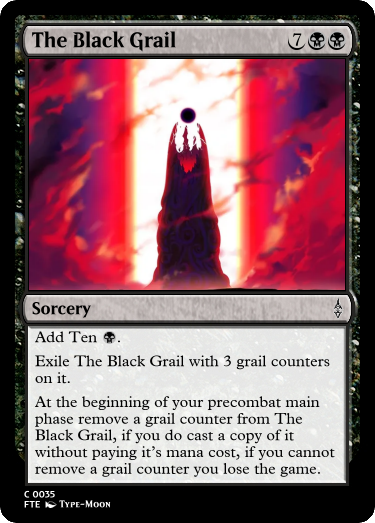 The Black Grail 7
Sorcery
Add Ten .
Exile The Black Grail with 3 grail counters
on it.
At the beginning of your precombat main
phase remove a grail counter from The
Black Grail, if you do cast a copy of it
without paying it's mana cost, if you cannot
remove a grail counter you lose the game.
C 0035
FTE Type-Moon